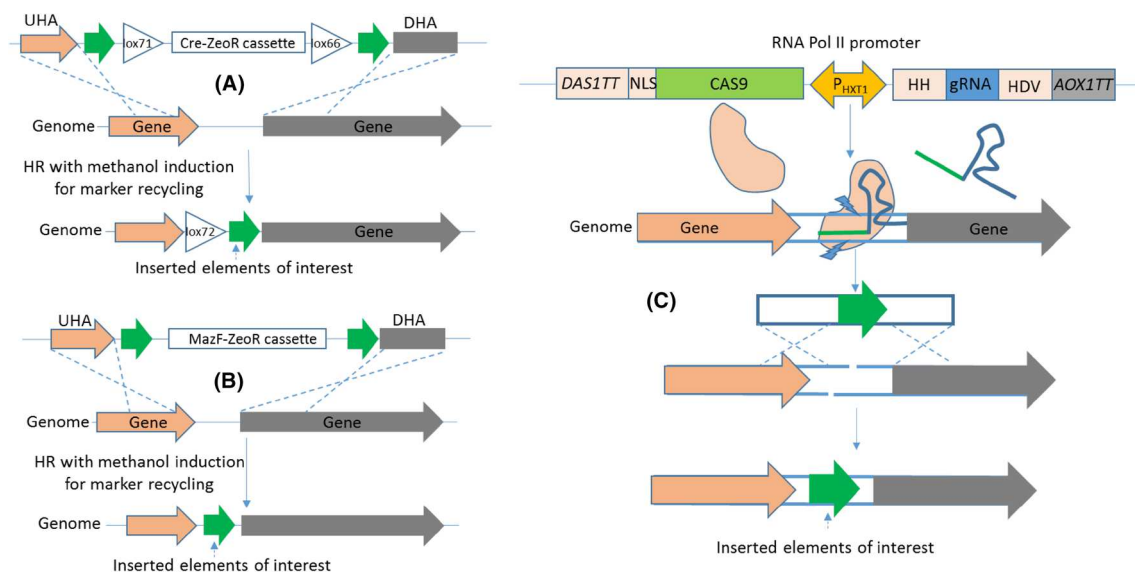 UHA
DHA
lox71
Cre-ZeoR cassette
lox66
(A)
Genome
Gene
Gene
HR with methanol induction
for marker recycling
Genome
lox72
Gene
Inserted elements of interest
UHA
DHA
MazF-ZeoR cassette
(B)
Genome
Gene
Gene
HR with methanol induction
for marker recycling
Genome
Inserted elements of interest
RNA Pol II promoter
DAS1TT
NLS
CAS9
PHXT1
HH
gRNA
HDV
AOX1TT
Genome
Gene
Gene
(C)
Inserted elements of interest